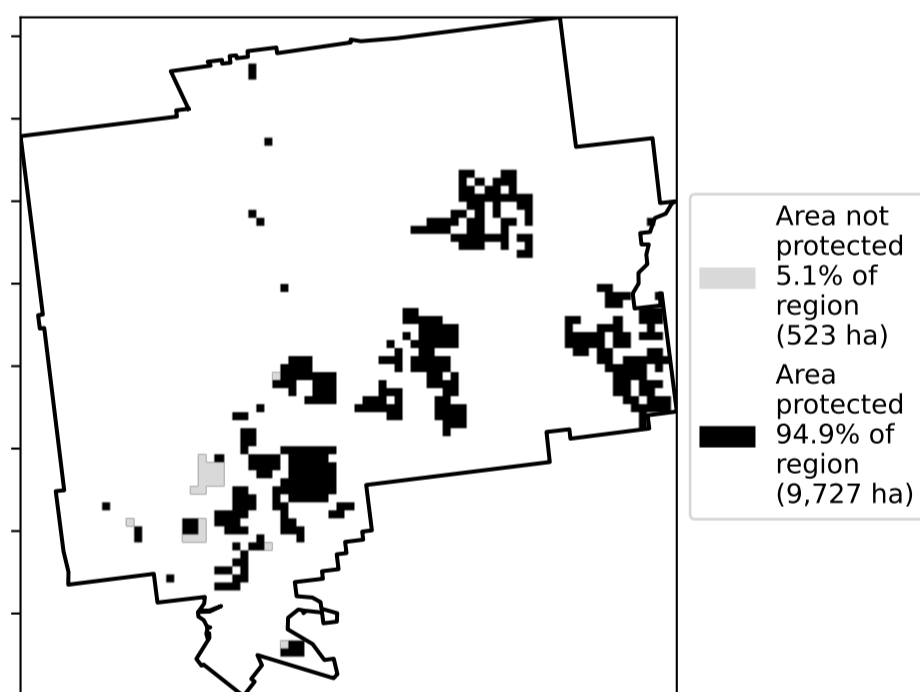 Area not
protected
5.1% of
region
(523 ha)
Area
protected
94.9% of
region
(9,727 ha)